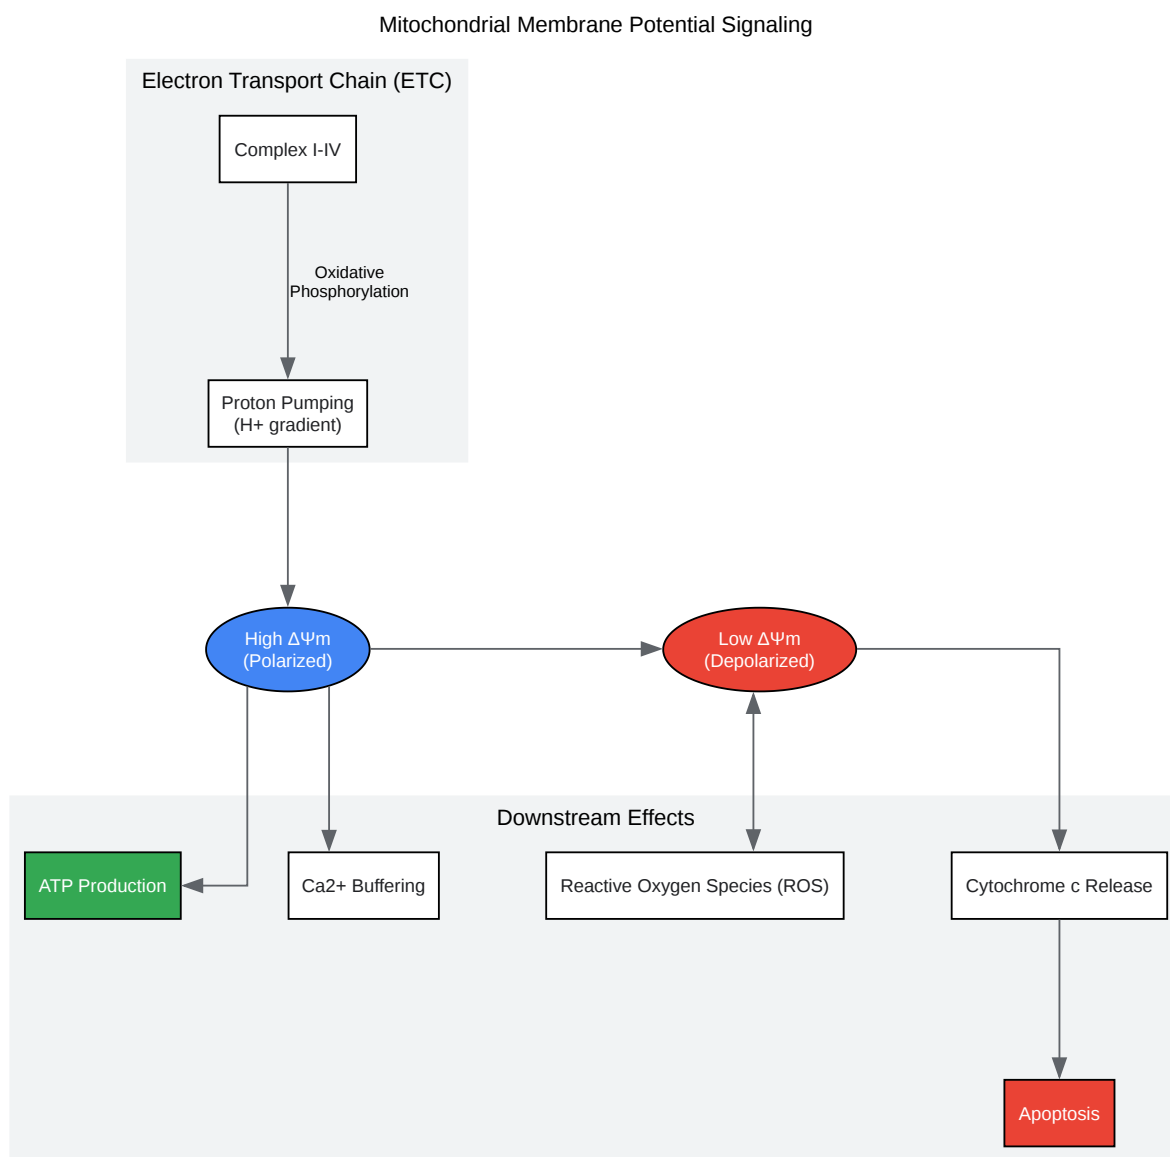 Mitochondrial Membrane Potential Signaling
Electron Transport Chain (ETC)
Complex I-IV
Oxidative
Phosphorylation
Proton Pumping
(H+ gradient)
High ΔΨm
(Polarized)
Low ΔΨm
(Depolarized)
Downstream Effects
ATP Production
Ca2+ Buffering
Reactive Oxygen Species (ROS)
Cytochrome c Release
Apoptosis